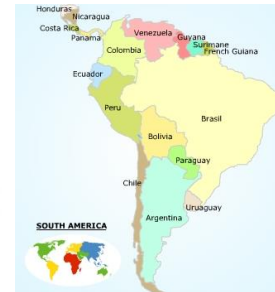 Honduras
Nicaragua
Costa Rica
Panama
Venezuela
Guyana
Colombia
Surimane
French Guiana
Ecuador
Peru
Brasil
Bolivia
Paraguay
Chile
Uruaguay
Argentina
SOUTH AMERICA